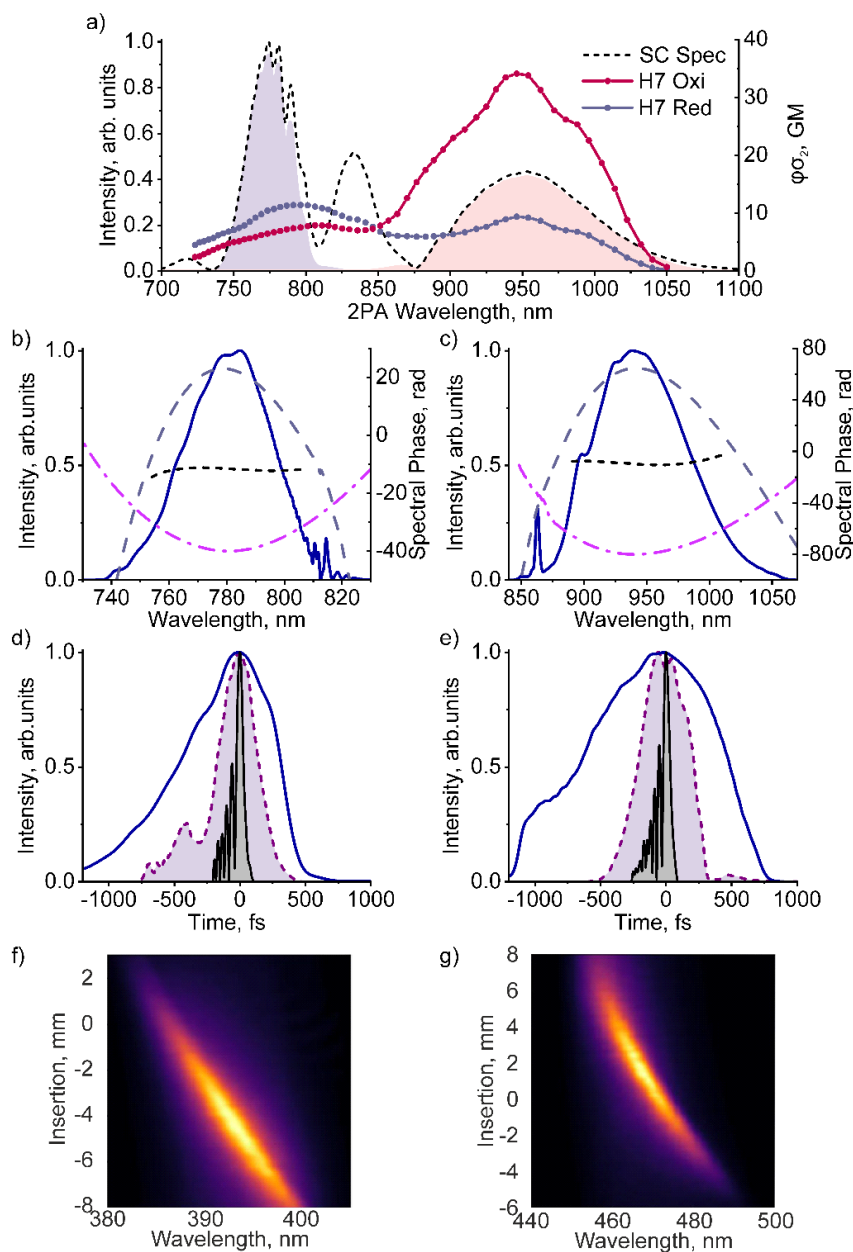 a)
Intensity, arb. units
1.0
0.8
0.6
0.4
0.2
0.0
40
30
20
10
0
φσ₂, GM
SC Spec
H7 Oxi
H7 Red
700 750 800 850 900 950 1000 1050 1100
2PA Wavelength, nm
b)
Intensity, arb.units
1.0
0.5
0.0
20
0
-20
-40
Spectral Phase, rad
740 760 780 800 820
Wavelength, nm
c)
Intensity, arb.units
1.0
0.5
0.0
80
40
0
-40
-80
Spectral Phase, rad
850 900 950 1000 1050
Wavelength, nm
d)
Intensity, arb.units
1.0
0.5
0.0
-1000 -500 0 500 1000
Time, fs
e)
Intensity, arb.units
1.0
0.5
0.0
-1000 -500 0 500 1000
Time, fs
f)
Insertion, mm
2
0
-2
-4
-6
-8
380 390 400
Wavelength, nm
g)
Insertion, mm
8
6
4
2
0
-2
-4
-6
440 460 480 500
Wavelength, nm